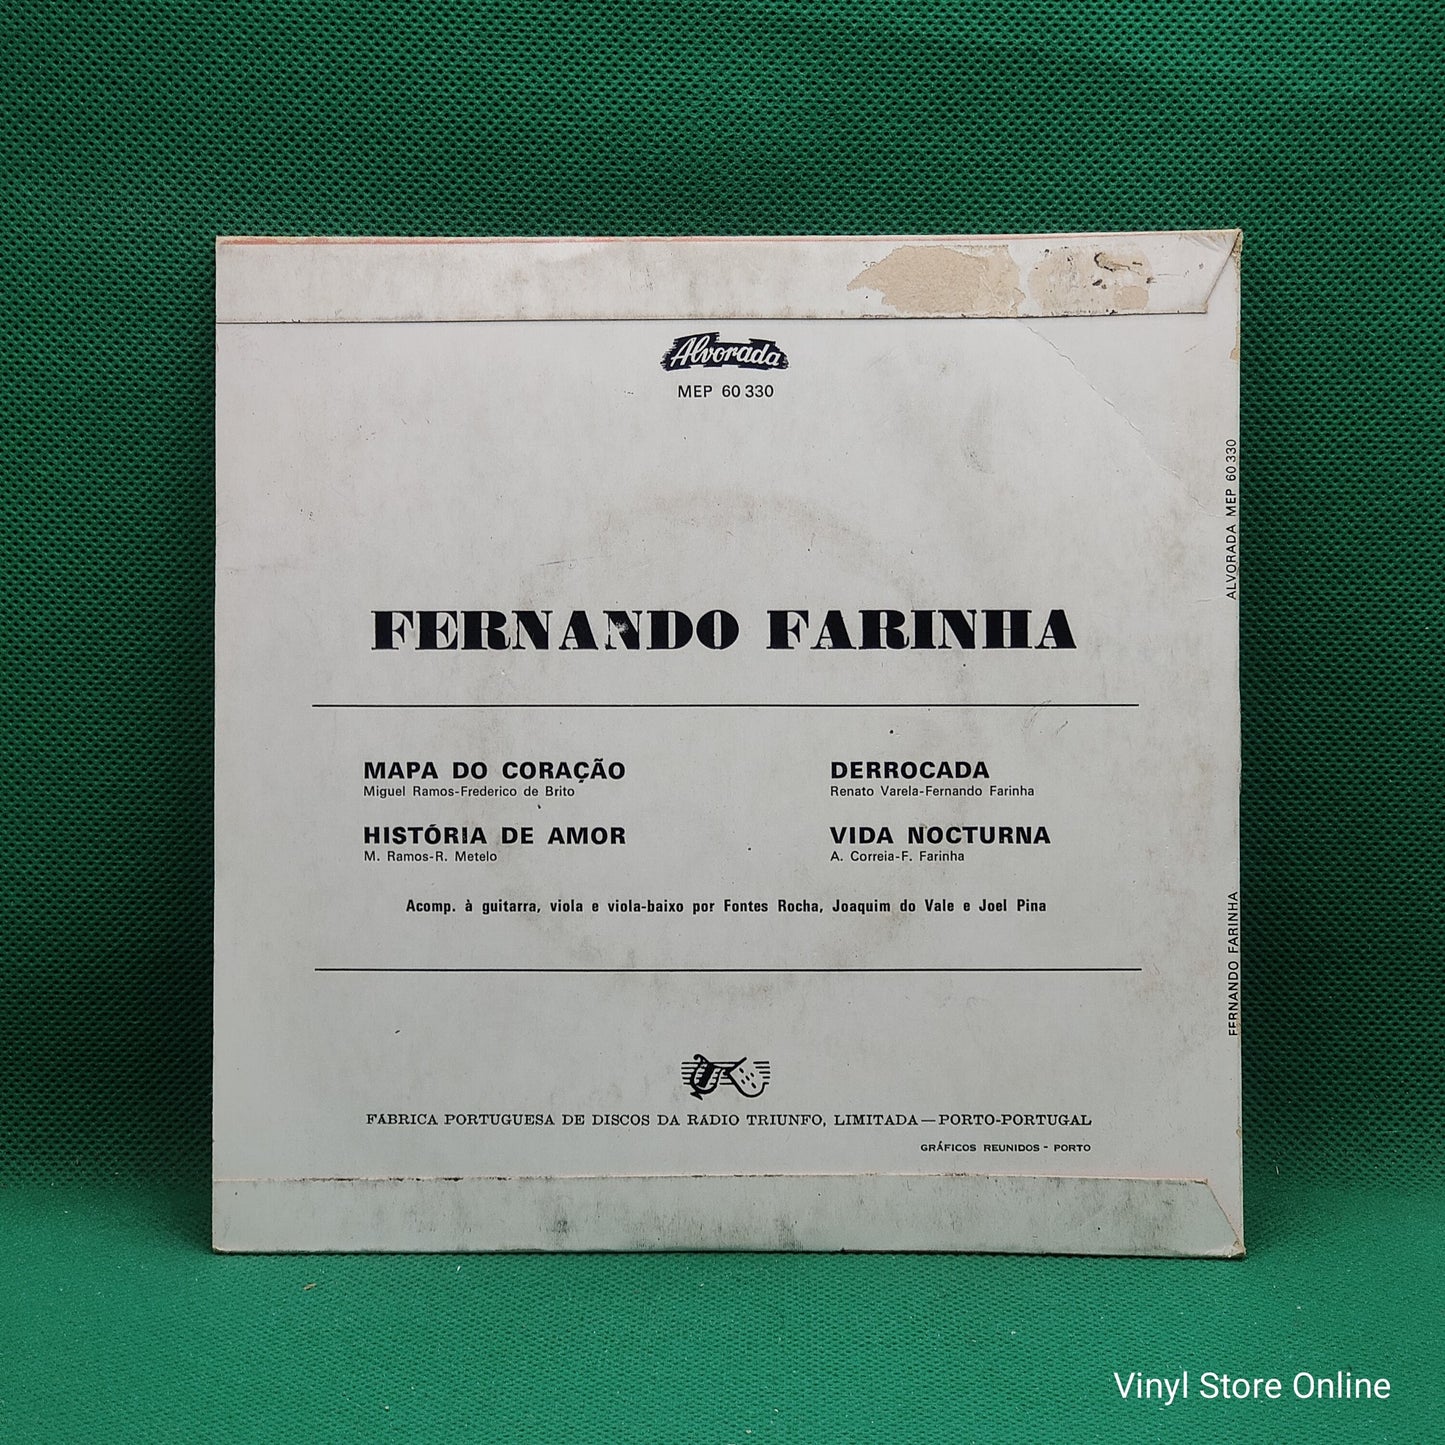 Alvorada
MEP 60 330
FERNANDO FARINHA
MAPA DO CORAÇÃO
Miguel Ramos-Frederico de Brito
HISTÓRIA DE AMOR
M. Ramos-R. Metelo
DERROCADA
Renato Varela-Fernando Farinha
VIDA NOCTURNA
A. Correia-F. Farinha
Acomp. à guitarra, viola e viola-baixo por Fontes Rocha, Joaquim do Vale e Joel Pina
FÁBRICA PORTUGUESA DE DISCOS DA RÁDIO TRIUNFO, LIMITADA — PORTO-PORTUGAL
GRÁFICOS REUNIDOS - PORTO
ALVORADA MEP 60 330
FERNANDO FARINHA
Vinyl Store Online